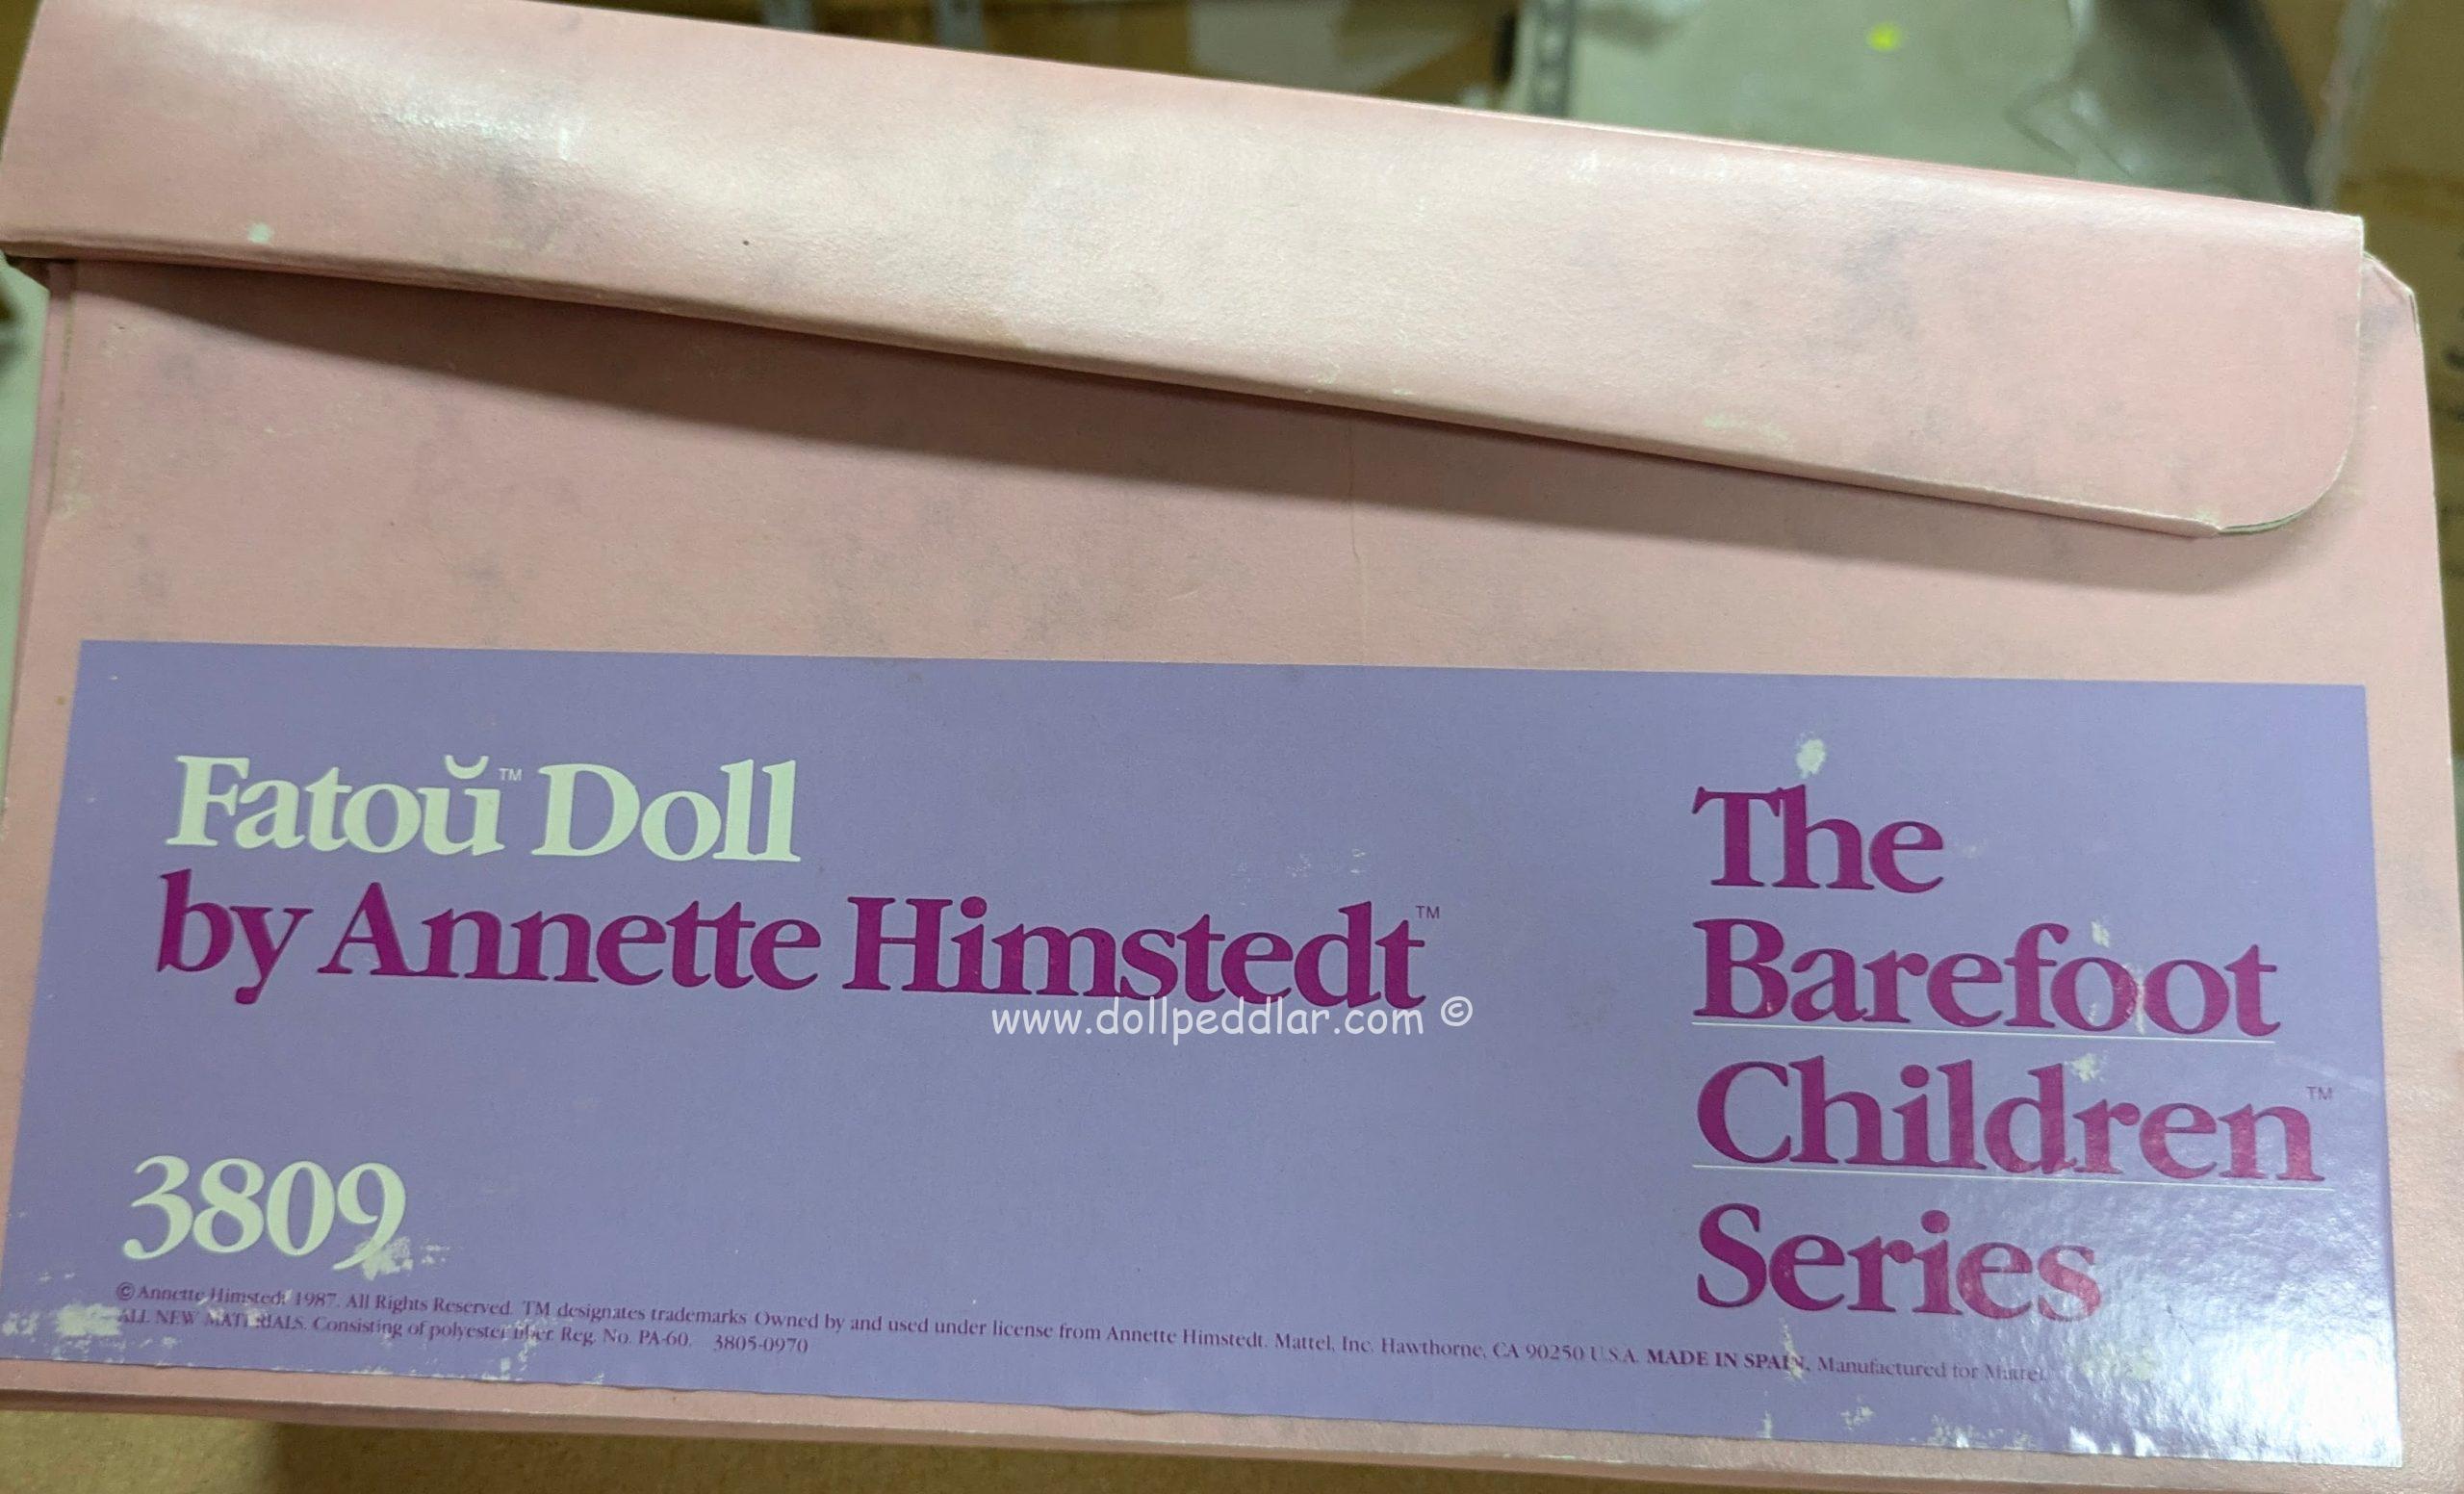 Fatoŭ™ Doll
by Annette Himstedt™
3809
The
Barefoot
Children™
Series
www.dollpeddlar.com ©
©Annette Himstedt 1987. All Rights Reserved. TM designates trademarks Owned by and used under license from Annette Himstedt. Mattel, Inc. Hawthorne, CA 90250 U.S.A. MADE IN SPAIN. Manufactured for Mattel.
ALL NEW MATERIALS. Consisting of polyester fiber. Reg. No. PA-60. 3805-0970